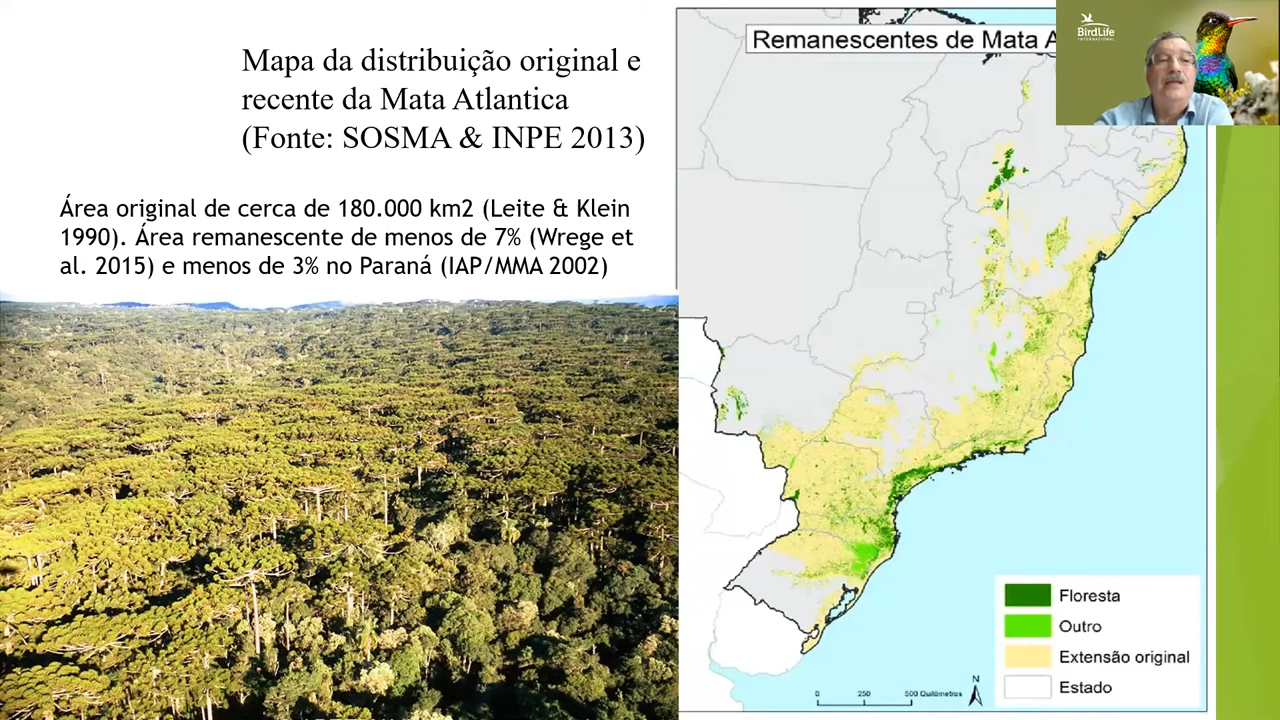 Mapa da distribuição original e
recente da Mata Atlantica
(Fonte: SOSMA & INPE 2013)
Área original de cerca de 180.000 km2 (Leite & Klein
1990). Área remanescente de menos de 7% (Wrege et
al. 2015) e menos de 3% no Paraná (IAP/MMA 2002)
Remanescentes de Mata A
BirdLife
INTERNATIONAL
Floresta
Outro
Extensão original
Estado
N
0 250 500 Quilômetros